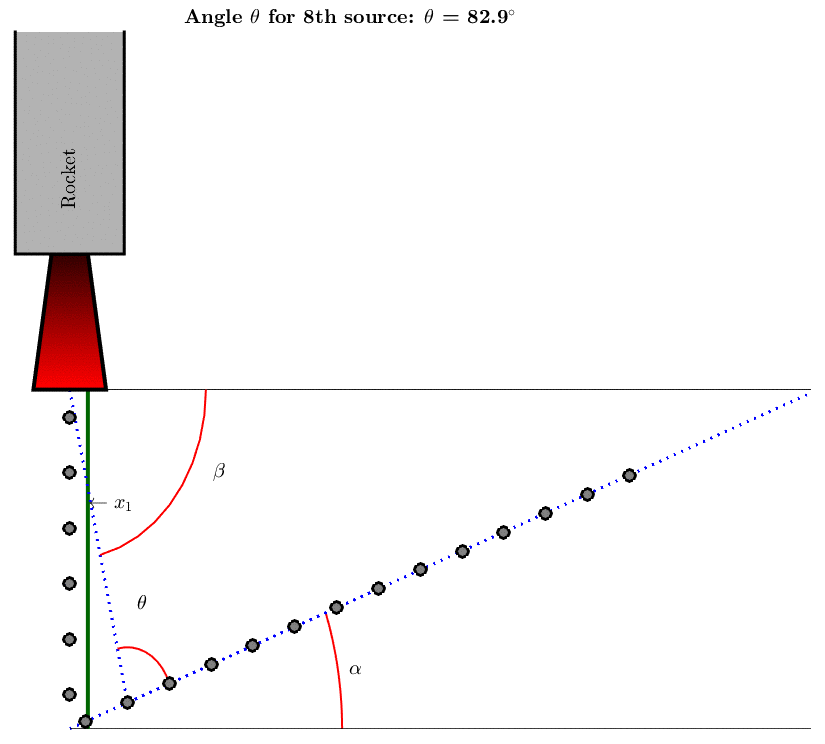 Angle θ for 8th source: θ = 82.9°
Rocket
β
x₁
θ
α